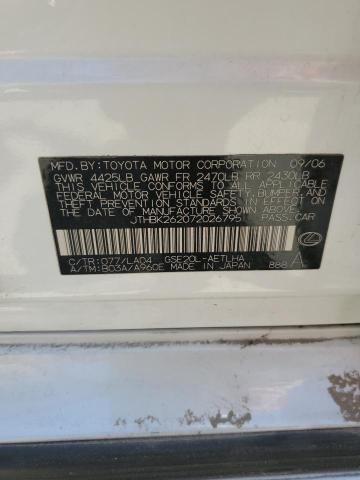 MFD. BY: TOYOTA MOTOR CORPORATION 09/06
GVWR 4425LB GAWR FR 2470LB RR 2430LB
THIS VEHICLE CONFORMS TO ALL APPLICABLE
FEDERAL MOTOR VEHICLE SAFETY, BUMPER, AND
THEFT PREVENTION STANDARDS IN EFFECT ON
THE DATE OF MANUFACTURE SHOWN ABOVE.
JTHBK262072026795 PASS.CAR
C/TR: 077/LA04 GSE20L-AETLHA
A/TM: B03A/A960E MADE IN JAPAN 888 A